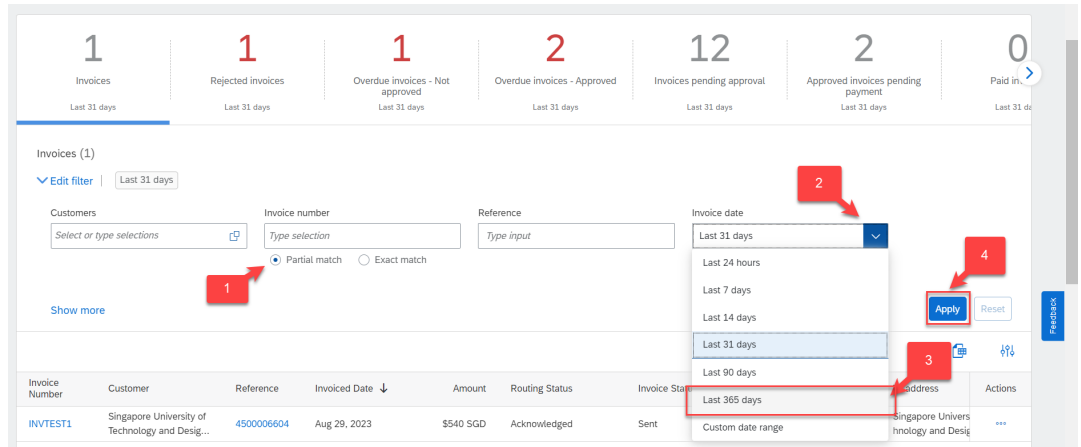 1 1 1 2 12 2 0
Invoices Rejected invoices Overdue invoices - Not approved Overdue invoices - Approved Invoices pending approval Approved invoices pending payment Paid in
Last 31 days Last 31 days Last 31 days Last 31 days Last 31 days Last 31 days Last 31 da
Invoices (1)
Edit filter Last 31 days
2
Customers Invoice number Reference Invoice date
Select or type selections Type selection Type input Last 31 days
Partial match Exact match
1
Last 24 hours
Last 7 days
Last 14 days
Last 31 days
Last 90 days
Last 365 days
Custom date range
4
3
Show more
Apply Reset
Feedback
Invoice Number Customer Reference Invoiced Date Amount Routing Status Invoice Stat address Actions
INVTEST1 Singapore University of Technology and Desig... 4500006604 Aug 29, 2023 $540 SGD Acknowledged Sent Singapore Univers hnology and Desig